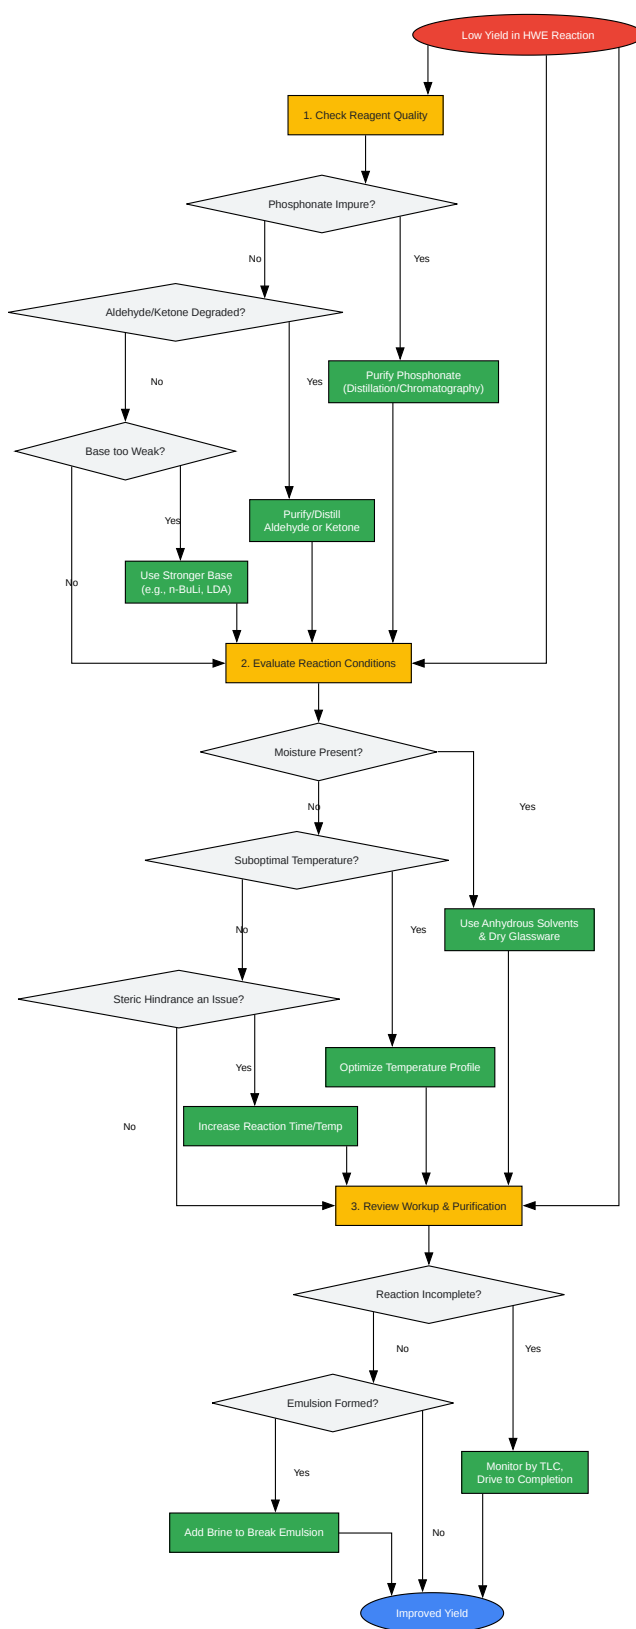 Low Yield in HWE Reaction
1. Check Reagent Quality
Phosphonate Impure?
No
Yes
Aldehyde/Ketone Degraded?
Purify Phosphonate
(Distillation/Chromatography)
No
Yes
Base too Weak?
Purify/Distill
Aldehyde or Ketone
Yes
No
Use Stronger Base
(e.g., n-BuLi, LDA)
2. Evaluate Reaction Conditions
Moisture Present?
No
Yes
Suboptimal Temperature?
Use Anhydrous Solvents
& Dry Glassware
No
Yes
Steric Hindrance an Issue?
Optimize Temperature Profile
Yes
No
Increase Reaction Time/Temp
3. Review Workup & Purification
Reaction Incomplete?
No
Yes
Emulsion Formed?
Monitor by TLC,
Drive to Completion
Yes
No
Add Brine to Break Emulsion
Improved Yield